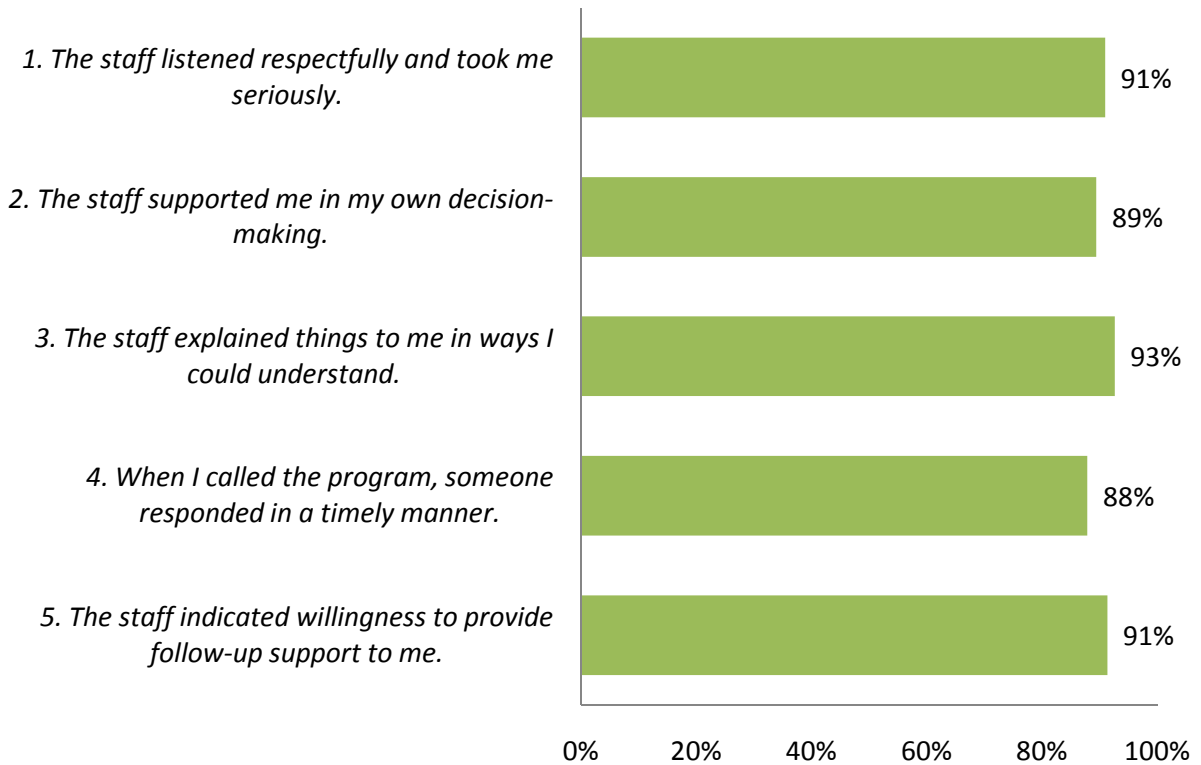 1. The staff listened respectfully and took me
seriously.
91%
2. The staff supported me in my own decision-
making.
89%
3. The staff explained things to me in ways I
could understand.
93%
4. When I called the program, someone
responded in a timely manner.
88%
5. The staff indicated willingness to provide
follow-up support to me.
91%
0% 20% 40% 60% 80% 100%